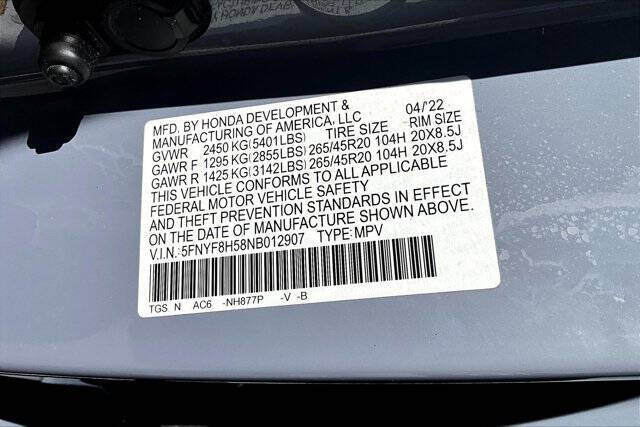 MFD. BY HONDA DEVELOPMENT & 04/'22
MANUFACTURING OF AMERICA, LLC
GVWR 2450 KG(5401LBS) TIRE SIZE RIM SIZE
GAWR F 1295 KG(2855LBS) 265/45R20 104H 20X8.5J
GAWR R 1425 KG(3142LBS) 265/45R20 104H 20X8.5J
THIS VEHICLE CONFORMS TO ALL APPLICABLE
FEDERAL MOTOR VEHICLE SAFETY
AND THEFT PREVENTION STANDARDS IN EFFECT
ON THE DATE OF MANUFACTURE SHOWN ABOVE.
V.I.N.:5FNYF8H58NB012907 TYPE:MPV
TGS N AC6 -NH877P -V -B